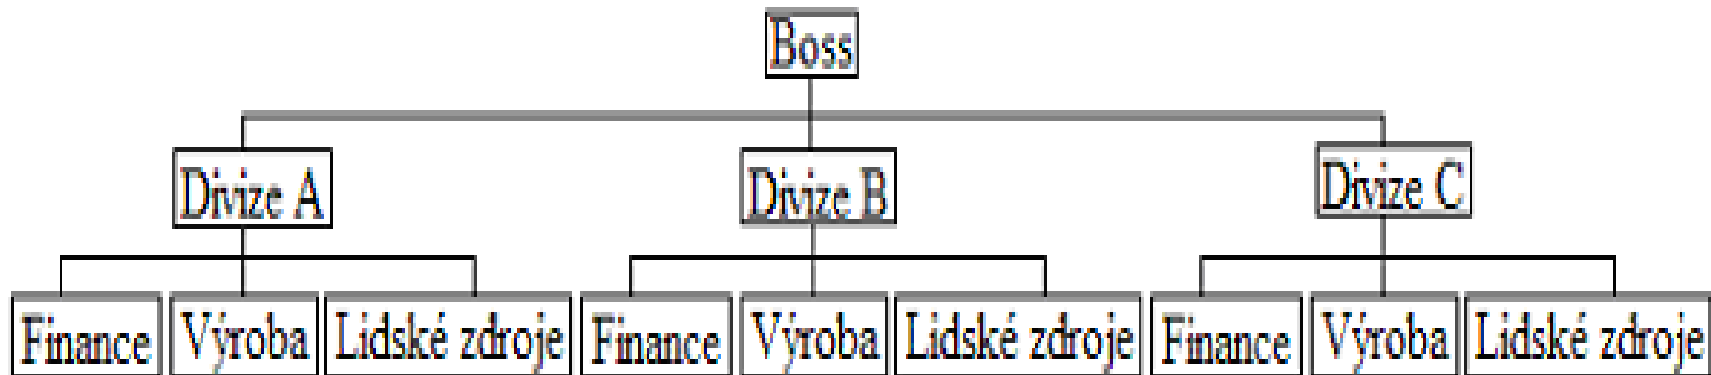 Boss
Divize A
Divize B
Divize C
Finance
Výroba
Lidské zdroje
Finance
Výroba
Lidské zdroje
Finance
Výroba
Lidské zdroje